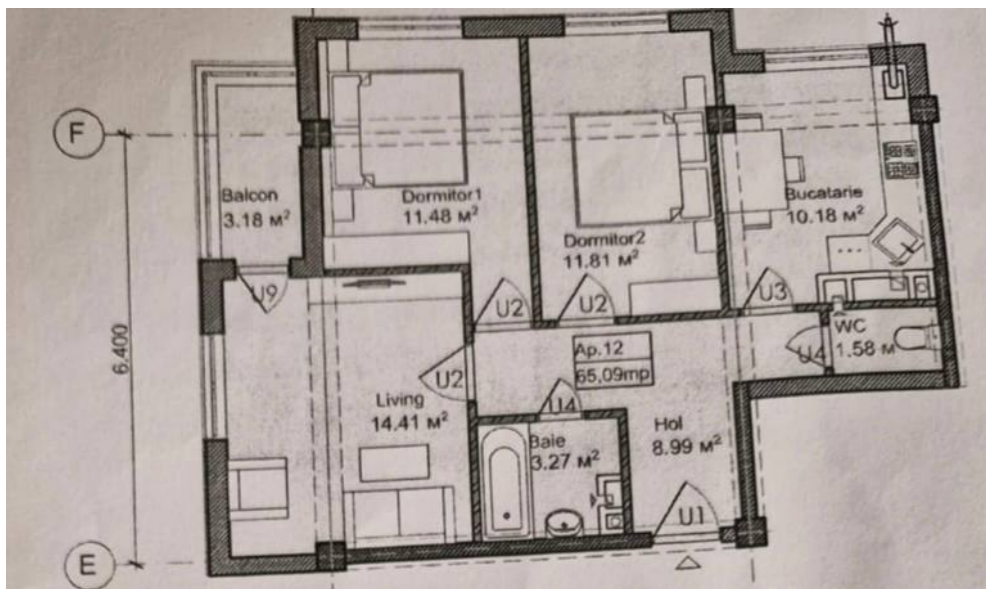 F
Balcon
3.18 м²
Dormitor1
11.48 м²
Dormitor2
11.81 м²
Bucatarie
10.18 м²
U9
U2
U2
U3
6.400
Ap.12
65,09mp
WC
1.58 м
U4
U2
Living
14.41 м²
U4
Baie
3.27 м²
Hol
8.99 м²
U1
E